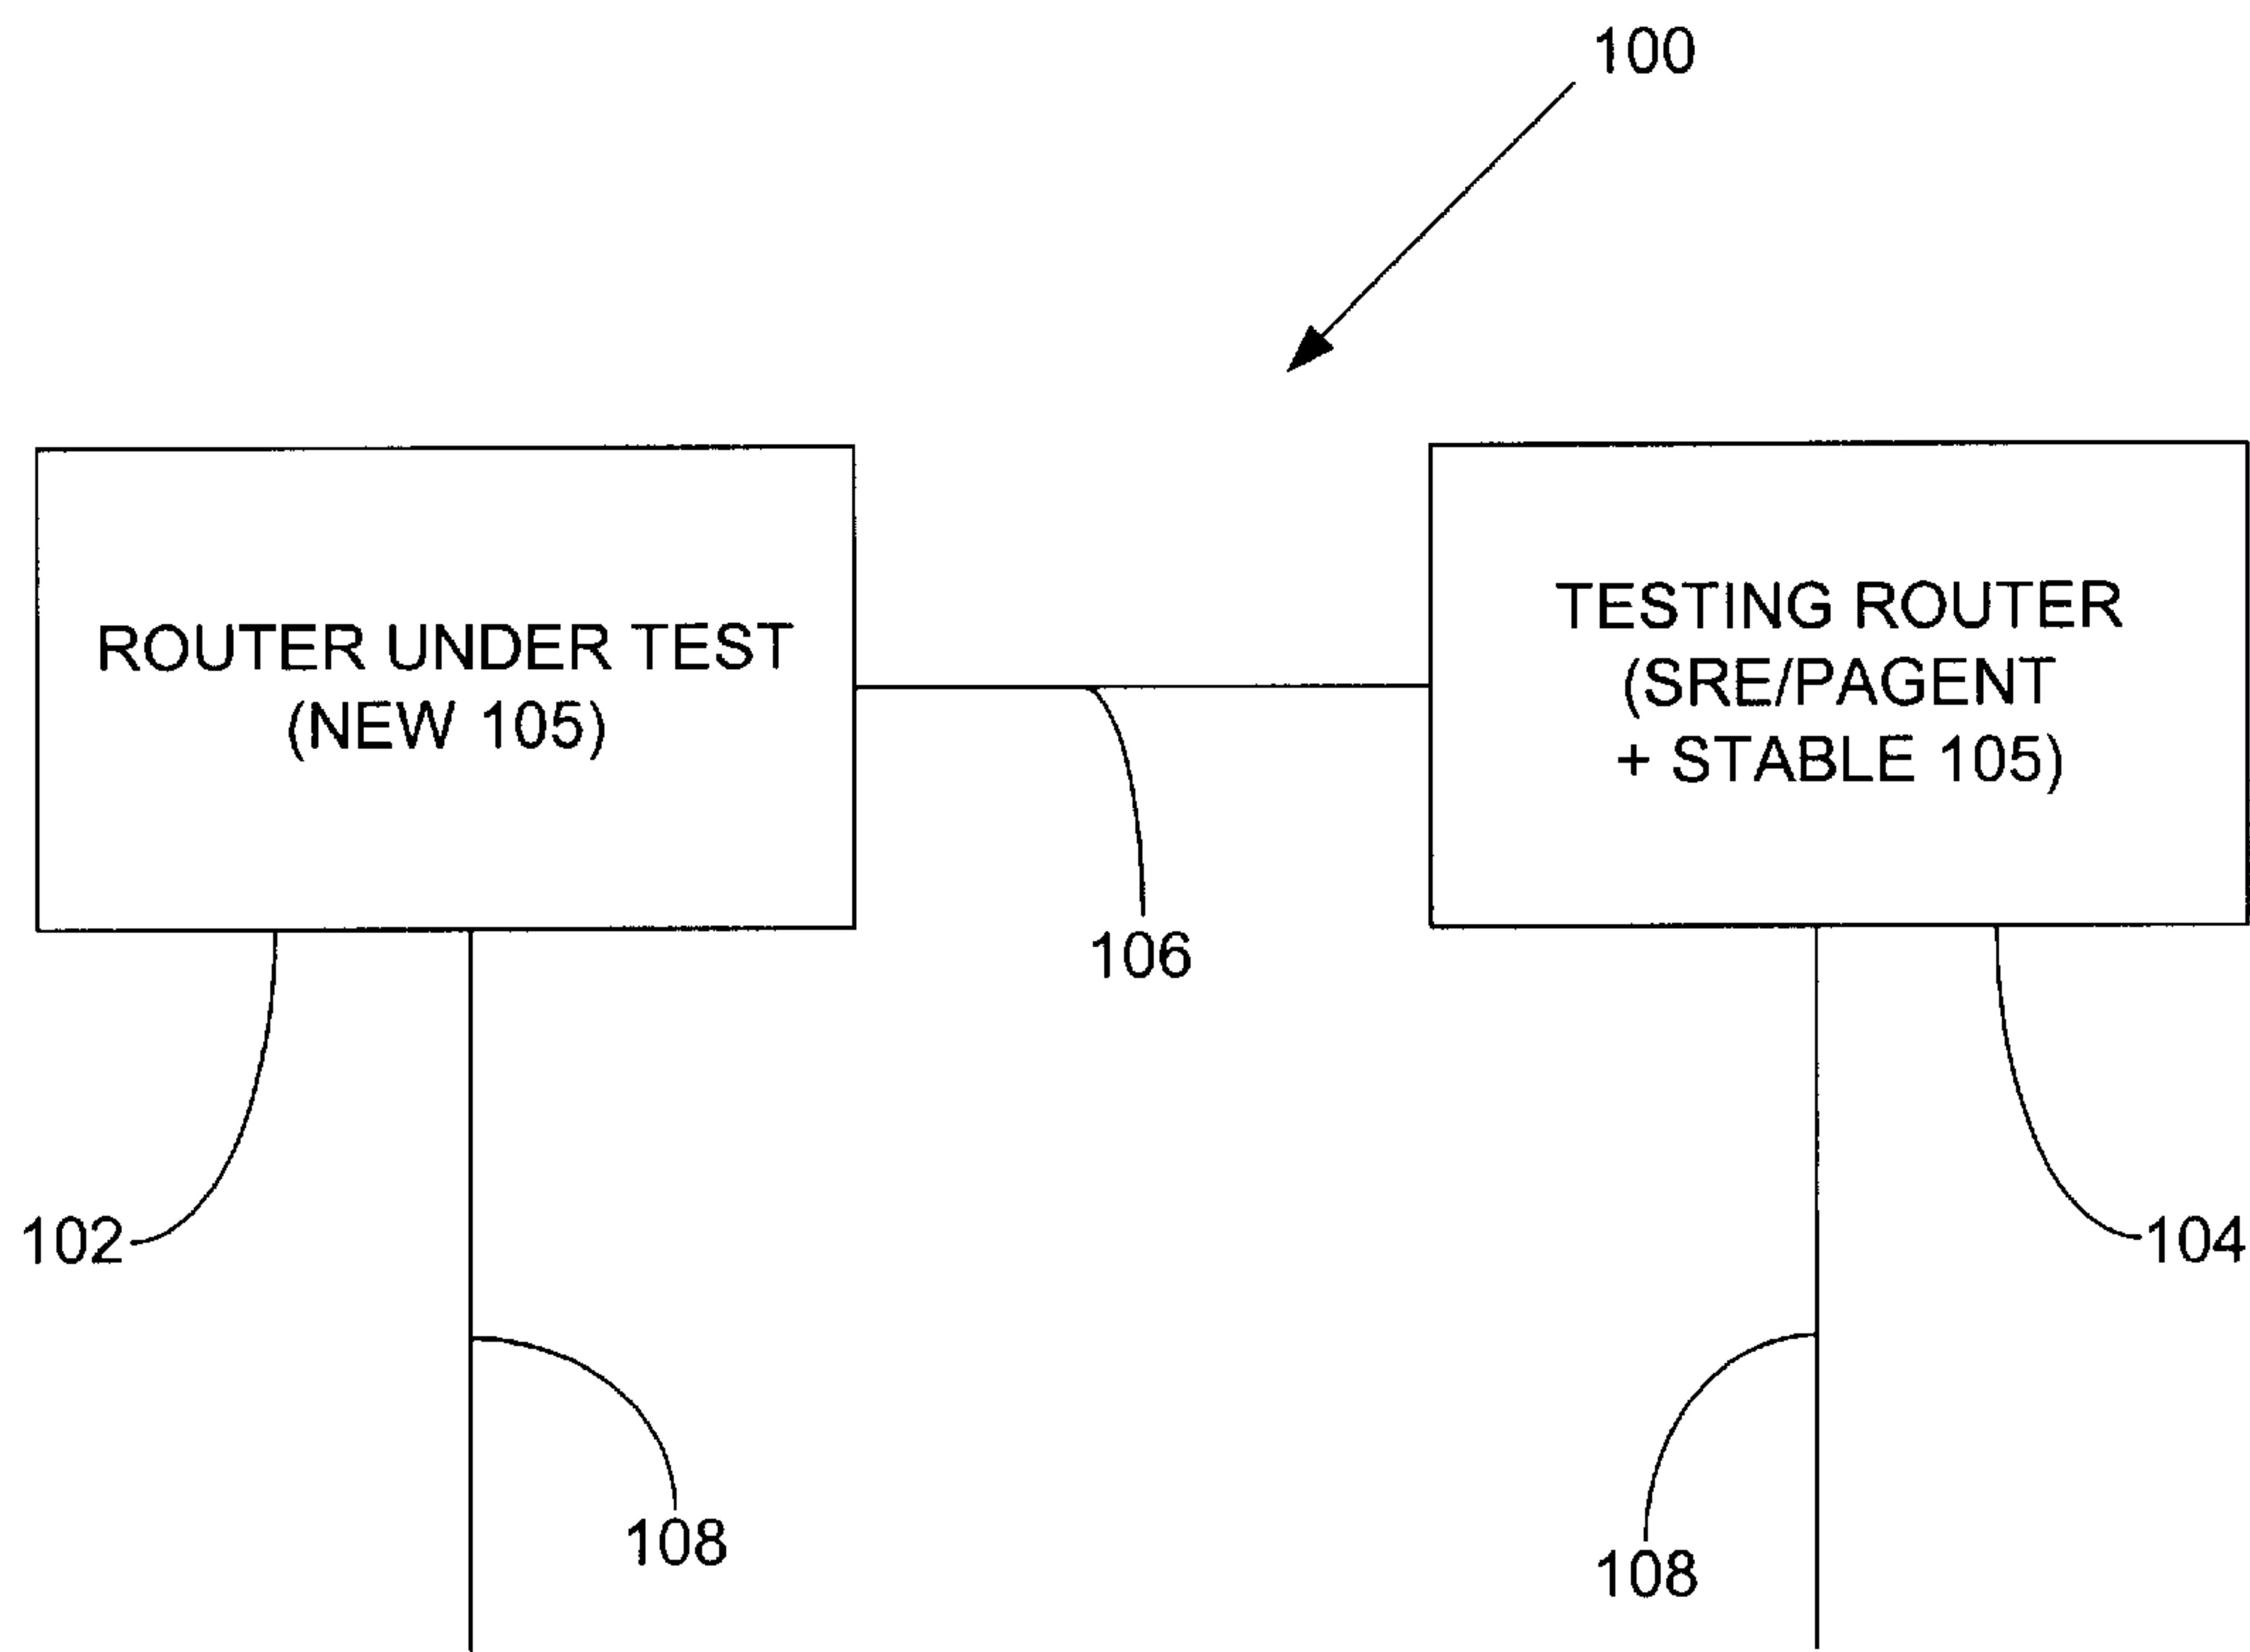 100
ROUTER UNDER TEST
(NEW 105)
TESTING ROUTER
(SRE/PAGENT
+ STABLE 105)
106
102
104
108
108